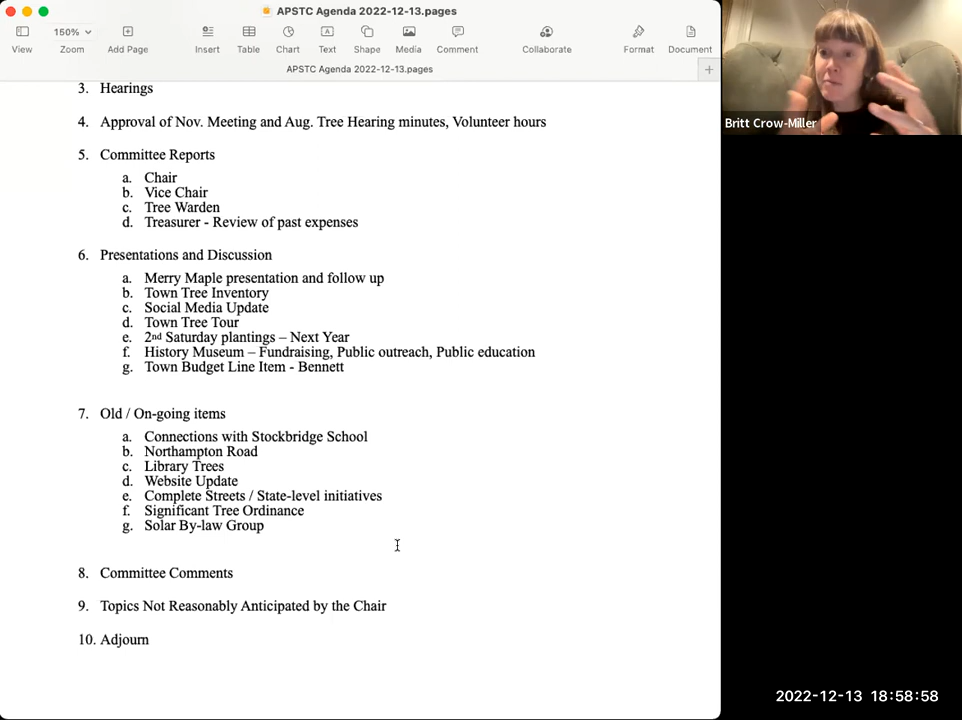 APSTC Agenda 2022-12-13.pages
150%
View
Zoom
Add Page
Insert
Table
Chart
Text
Shape
Media
Comment
Collaborate
Format
Document
APSTC Agenda 2022-12-13.pages
3. Hearings
4. Approval of Nov. Meeting and Aug. Tree Hearing minutes, Volunteer hours
5. Committee Reports
a. Chair
b. Vice Chair
c. Tree Warden
d. Treasurer - Review of past expenses
6. Presentations and Discussion
a. Merry Maple presentation and follow up
b. Town Tree Inventory
c. Social Media Update
d. Town Tree Tour
e. 2nd Saturday plantings – Next Year
f. History Museum – Fundraising, Public outreach, Public education
g. Town Budget Line Item - Bennett
7. Old / On-going items
a. Connections with Stockbridge School
b. Northampton Road
c. Library Trees
d. Website Update
e. Complete Streets / State-level initiatives
f. Significant Tree Ordinance
g. Solar By-law Group
8. Committee Comments
9. Topics Not Reasonably Anticipated by the Chair
10. Adjourn
Britt Crow-Miller
2022-12-13 18:58:58